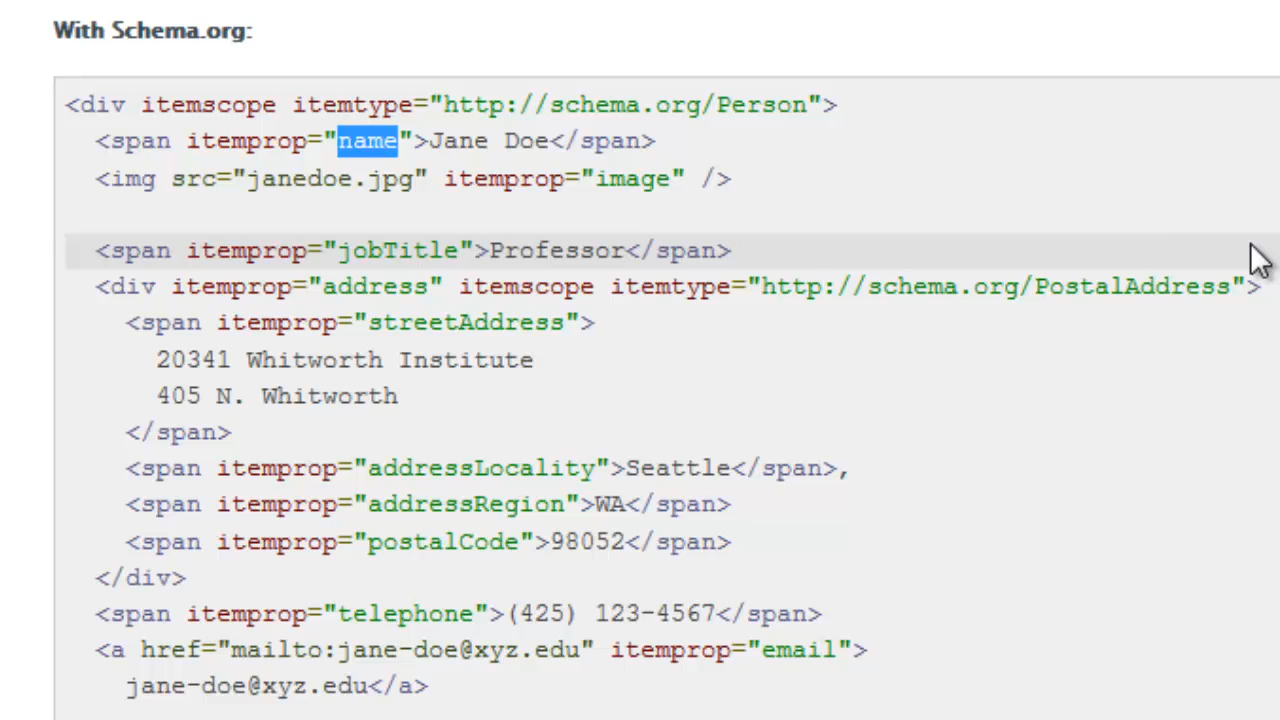 With Schema.org:
<div itemscope itemtype="http://schema.org/Person">
<span itemprop="name">Jane Doe</span>
<img src="janedoe.jpg" itemprop="image" />
<span itemprop="jobTitle">Professor</span>
<div itemprop="address" itemscope itemtype="http://schema.org/PostalAddress">
<span itemprop="streetAddress">
20341 Whitworth Institute
405 N. Whitworth
</span>
<span itemprop="addressLocality">Seattle</span>,
<span itemprop="addressRegion">WA</span>
<span itemprop="postalCode">98052</span>
</div>
<span itemprop="telephone">(425) 123-4567</span>
<a href="mailto:jane-doe@xyz.edu" itemprop="email">
jane-doe@xyz.edu</a>